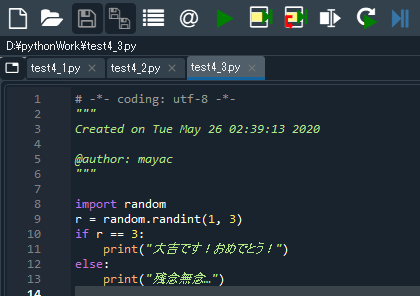 D:¥pythonWork¥test4_3.py
test4_1.py test4_2.py test4_3.py
1 # -*- coding: utf-8 -*-
2 """
3 Created on Tue May 26 02:39:13 2020
4
5 @author: mayac
6 """
7
8 import random
9 r = random.randint(1, 3)
10 if r == 3:
11 print("大吉です！おめでとう！")
12 else:
13 print("残念無念…")
14